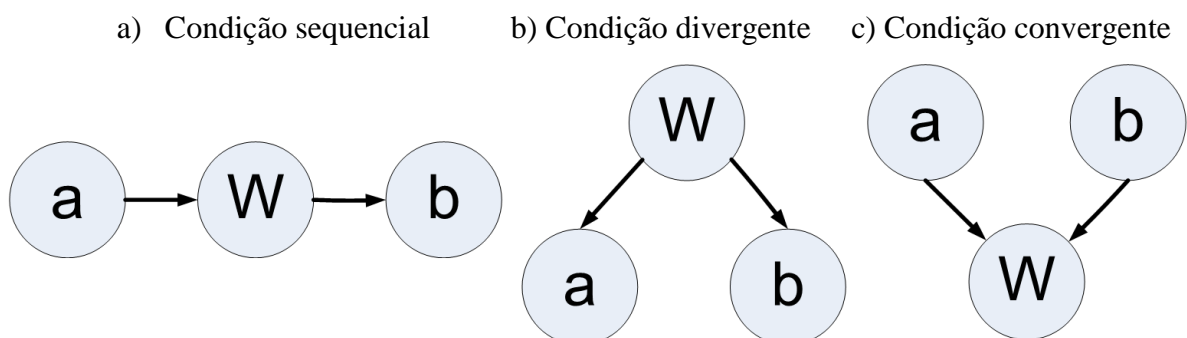 a) Condição sequencial b) Condição divergente c) Condição convergente
W a b
a W b
a b W